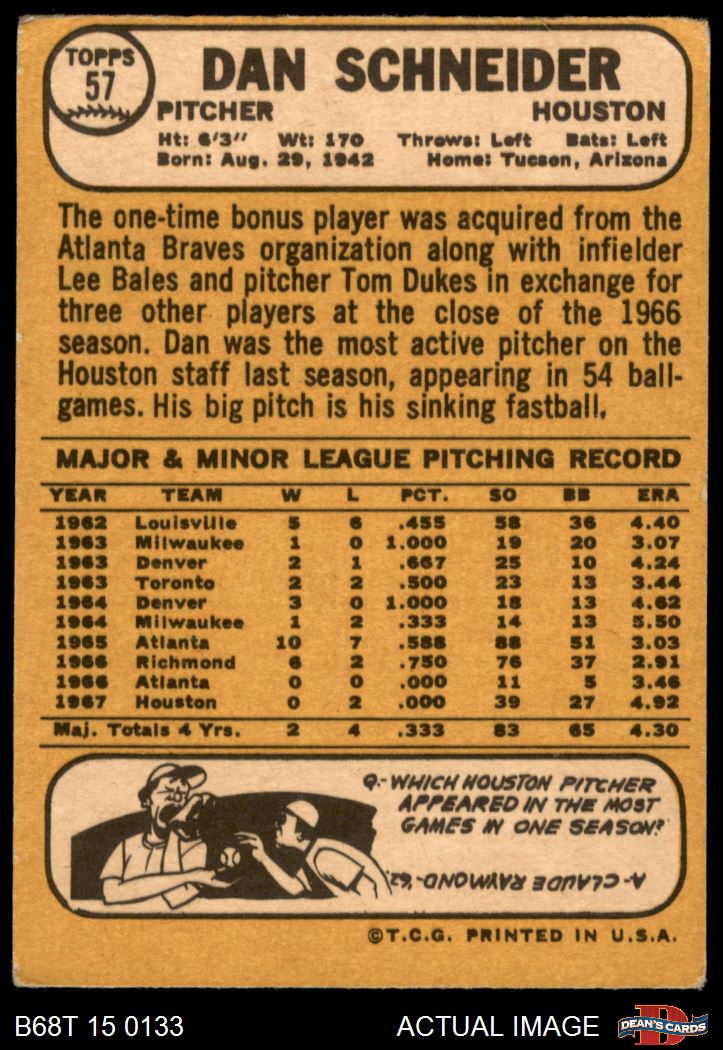 TOPPS
57
DAN SCHNEIDER
PITCHER HOUSTON
Ht: 6'3" Wt: 170 Throws: Left Bats: Left
Born: Aug. 29, 1942 Home: Tucson, Arizona
The one-time bonus player was acquired from the
Atlanta Braves organization along with infielder
Lee Bales and pitcher Tom Dukes in exchange for
three other players at the close of the 1966
season. Dan was the most active pitcher on the
Houston staff last season, appearing in 54 ball-
games. His big pitch is his sinking fastball.
MAJOR & MINOR LEAGUE PITCHING RECORD
YEAR TEAM W L PCT. SO BB ERA
1962 Louisville 5 6 .455 58 36 4.40
1963 Milwaukee 1 0 1.000 19 20 3.07
1963 Denver 2 1 .667 25 10 4.24
1963 Toronto 2 2 .500 23 13 3.44
1964 Denver 3 0 1.000 18 13 4.62
1964 Milwaukee 1 2 .333 14 13 5.50
1965 Atlanta 10 7 .588 88 51 3.03
1966 Richmond 6 2 .750 76 37 2.91
1966 Atlanta 0 0 .000 11 5 3.46
1967 Houston 0 2 .000 39 27 4.92
Maj. Totals 4 Yrs. 2 4 .333 83 65 4.30
Q.- WHICH HOUSTON PITCHER
APPEARED IN THE MOST
GAMES IN ONE SEASON?
A- CLAUDE RAYMOND-62.
©T.C.G. PRINTED IN U.S.A.
B68T 15 0133 ACTUAL IMAGE D DEAN'S CARDS